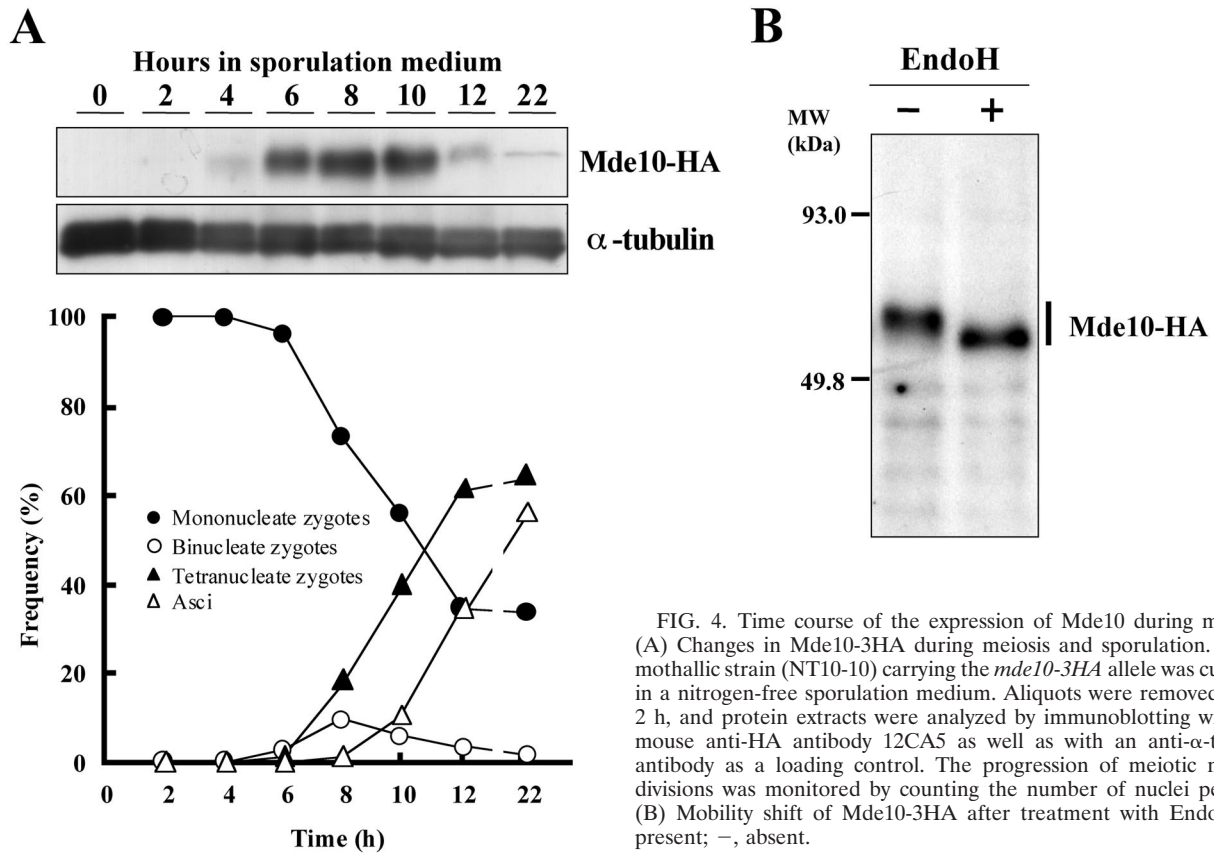 A
Hours in sporulation medium
0 2 4 6 8 10 12 22
Mde10-HA
α-tubulin
100
80
60
40
20
0
Frequency (%)
Mononucleate zygotes
Binucleate zygotes
Tetranucleate zygotes
Asci
0 2 4 6 8 10 12 22
Time (h)
B
EndoH
MW
(kDa)
− +
93.0
49.8
Mde10-HA
FIG. 4. Time course of the expression of Mde10 during m
(A) Changes in Mde10-3HA during meiosis and sporulation.
mothallic strain (NT10-10) carrying the mde10-3HA allele was cu
in a nitrogen-free sporulation medium. Aliquots were removed
2 h, and protein extracts were analyzed by immunoblotting w
mouse anti-HA antibody 12CA5 as well as with an anti-α-t
antibody as a loading control. The progression of meiotic n
divisions was monitored by counting the number of nuclei pe
(B) Mobility shift of Mde10-3HA after treatment with Endo
present; −, absent.